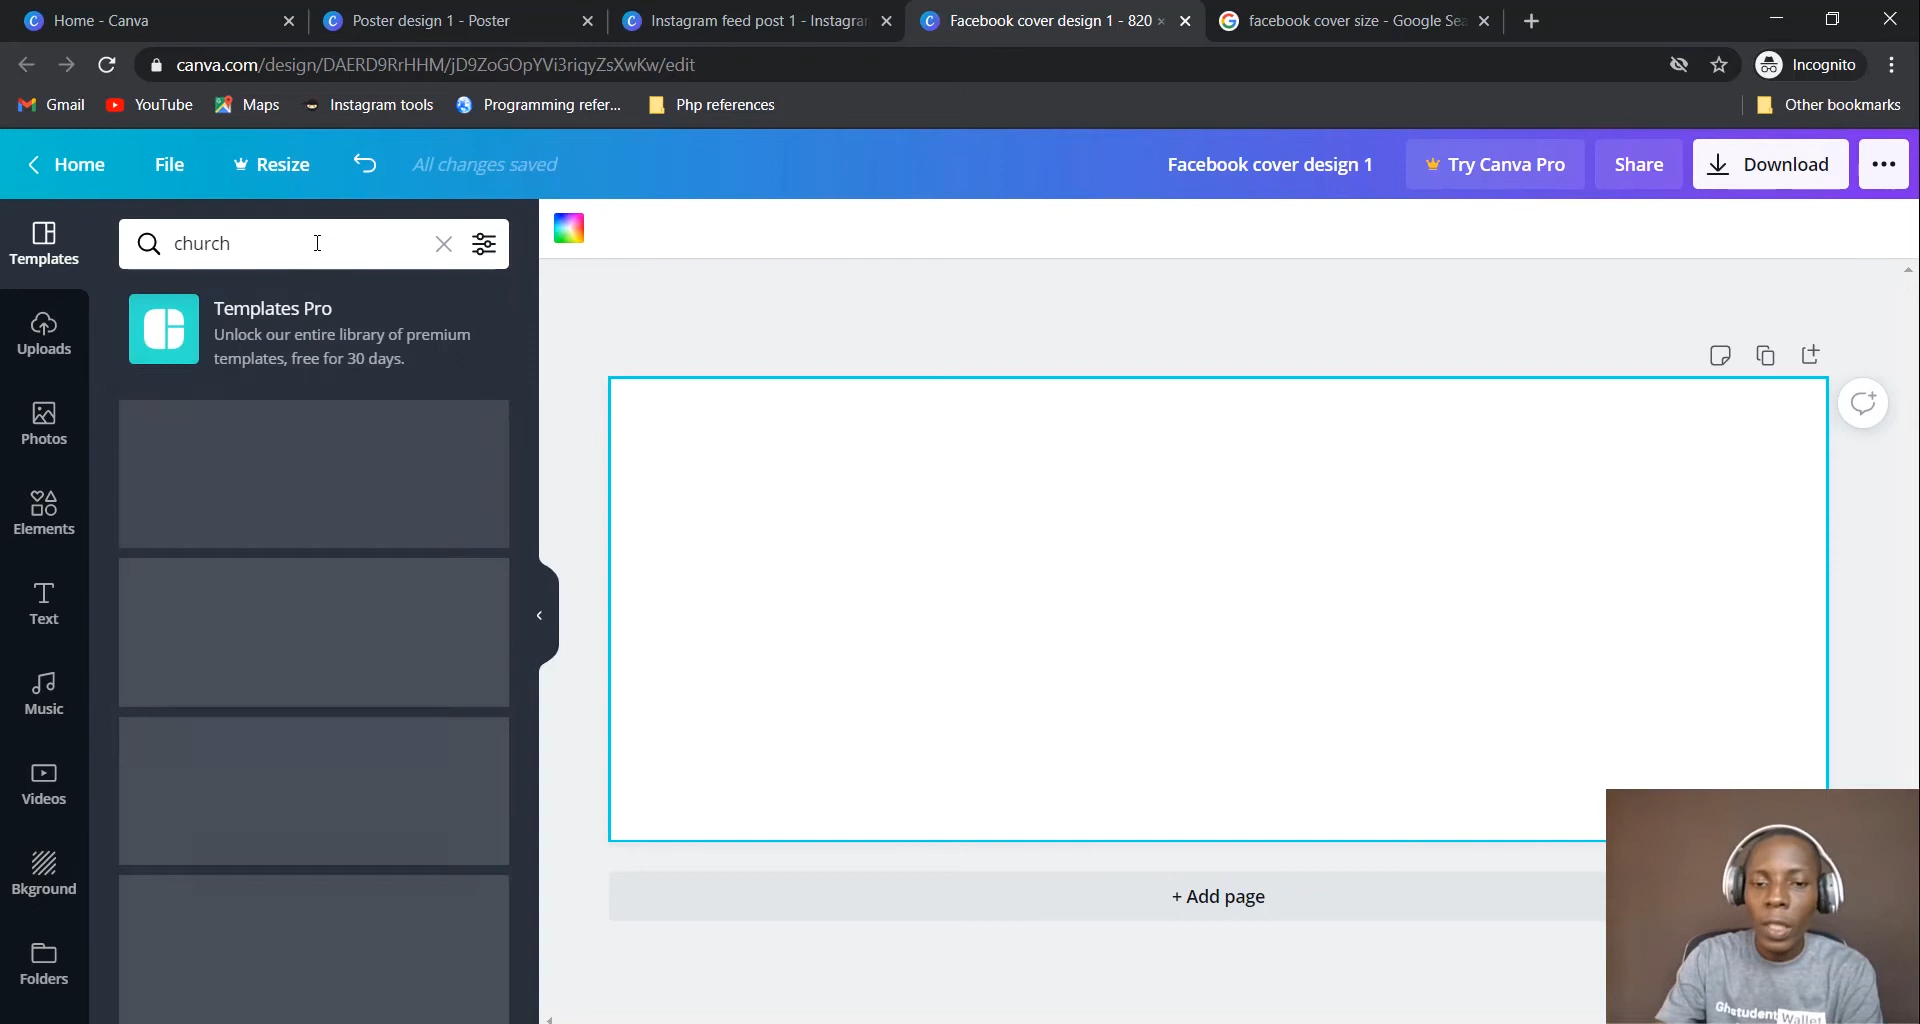 Home - Canva
Poster design 1 - Poster
Instagram feed post 1 - Instagram
Facebook cover design 1 - 820 ×
facebook cover size - Google Sea
canva.com/design/DAERD9RrHHM/jD9ZoGOpYVi3riqyZsXwKw/edit
Incognito
Gmail
YouTube
Maps
Instagram tools
Programming refer...
Php references
Other bookmarks
Home
File
Resize
All changes saved
Facebook cover design 1
Try Canva Pro
Share
Download
church
Templates Pro
Unlock our entire library of premium
templates, free for 30 days.
Templates
Uploads
Photos
Elements
Text
Music
Videos
Bkground
Folders
+ Add page
Ghstudent Wallet